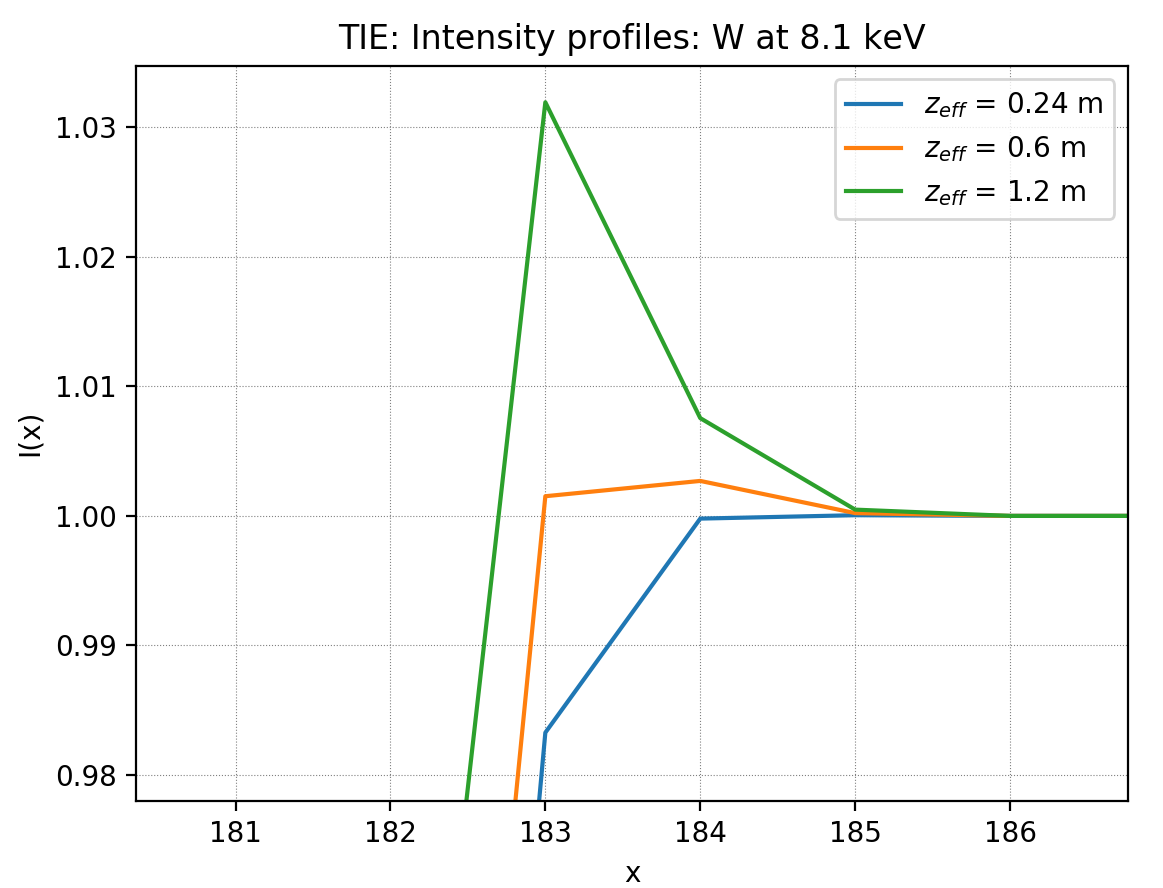 TIE: Intensity profiles: W at 8.1 keV
z_eff = 0.24 m
z_eff = 0.6 m
z_eff = 1.2 m
I(x)
1.03
1.02
1.01
1.00
0.99
0.98
181 182 183 184 185 186
x